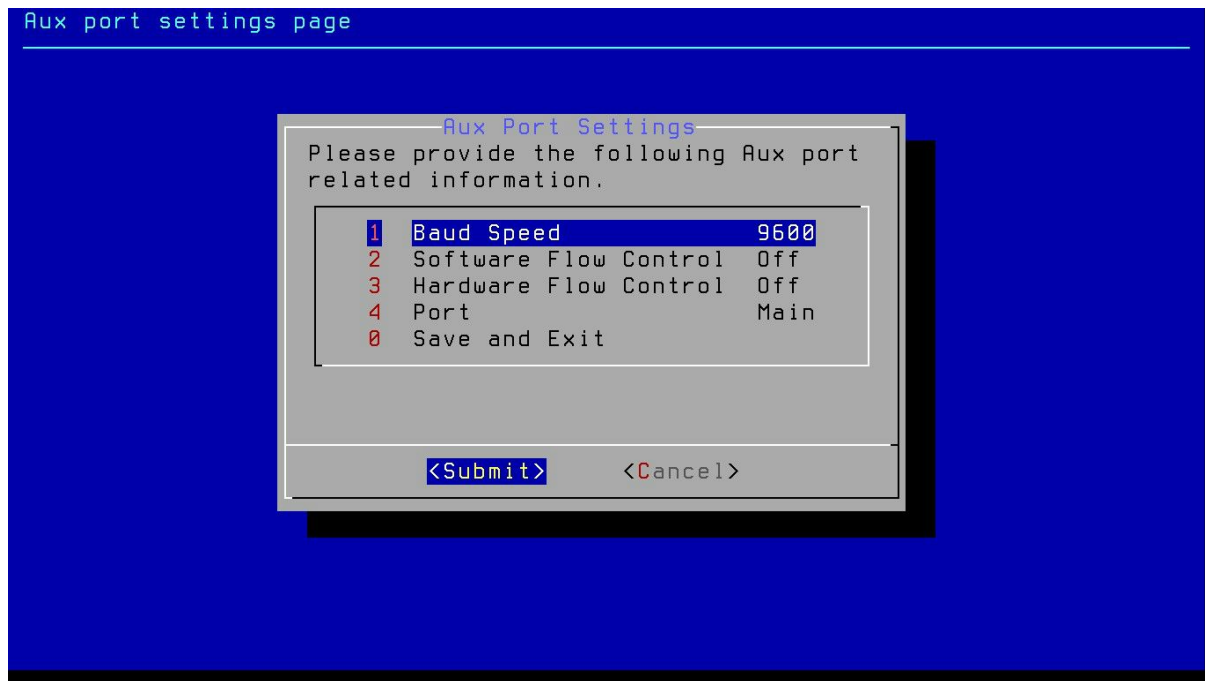 Aux port settings page
Aux Port Settings
Please provide the following Aux port
related information.
1 Baud Speed 9600
2 Software Flow Control Off
3 Hardware Flow Control Off
4 Port Main
0 Save and Exit
<Submit> <Cancel>